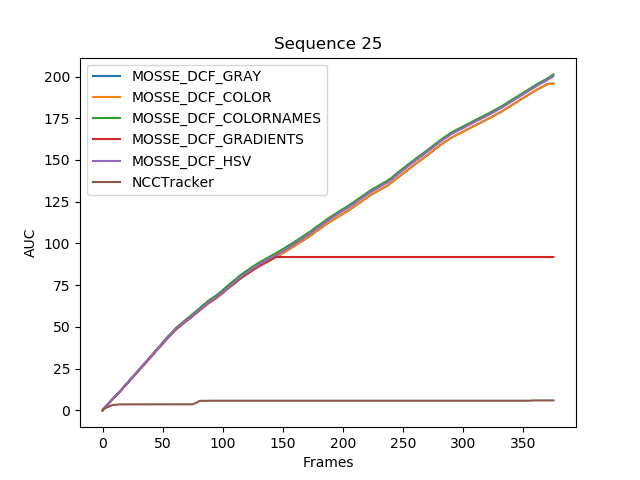 Sequence 25
MOSSE_DCF_GRAY
MOSSE_DCF_COLOR
MOSSE_DCF_COLORNAMES
MOSSE_DCF_GRADIENTS
MOSSE_DCF_HSV
NCCTracker
200
175
150
125
100
75
50
25
0
AUC
0 50 100 150 200 250 300 350
Frames